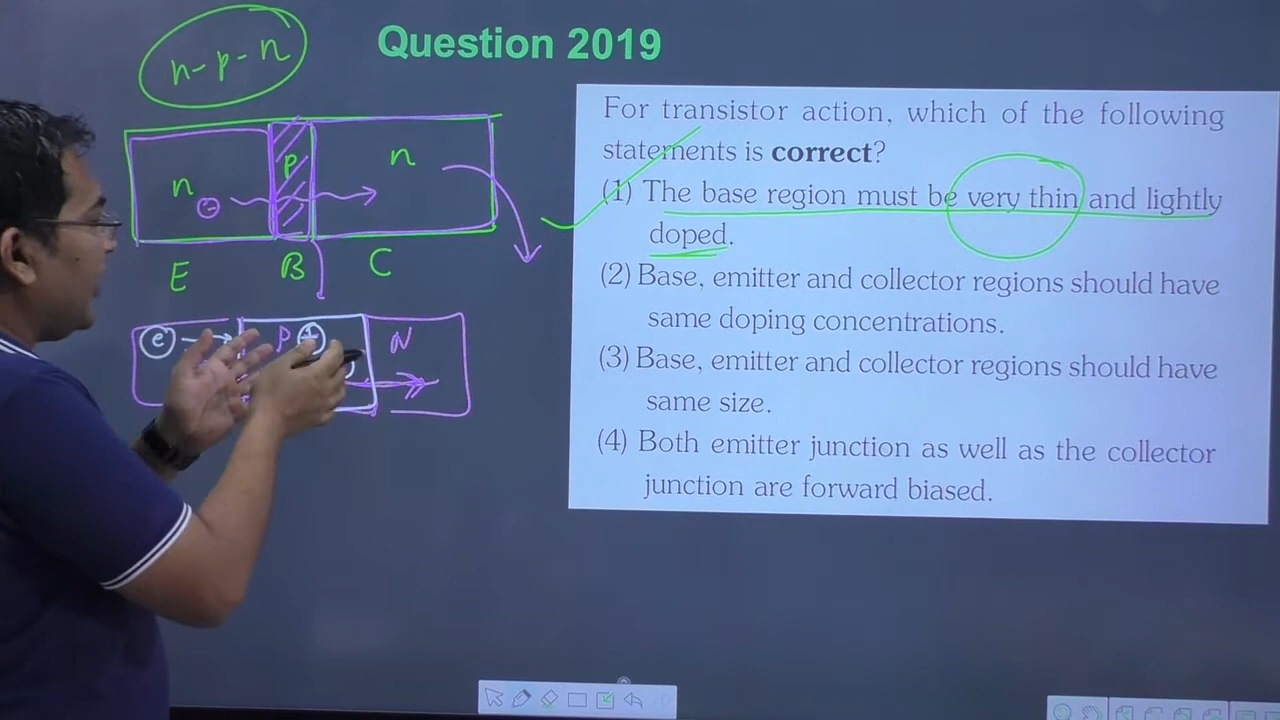 n-p-n
Question 2019
n
p
n
E
B
C
e
P
+
N
For transistor action, which of the following
statements is correct?
(1) The base region must be very thin and lightly
doped.
(2) Base, emitter and collector regions should have
same doping concentrations.
(3) Base, emitter and collector regions should have
same size.
(4) Both emitter junction as well as the collector
junction are forward biased.